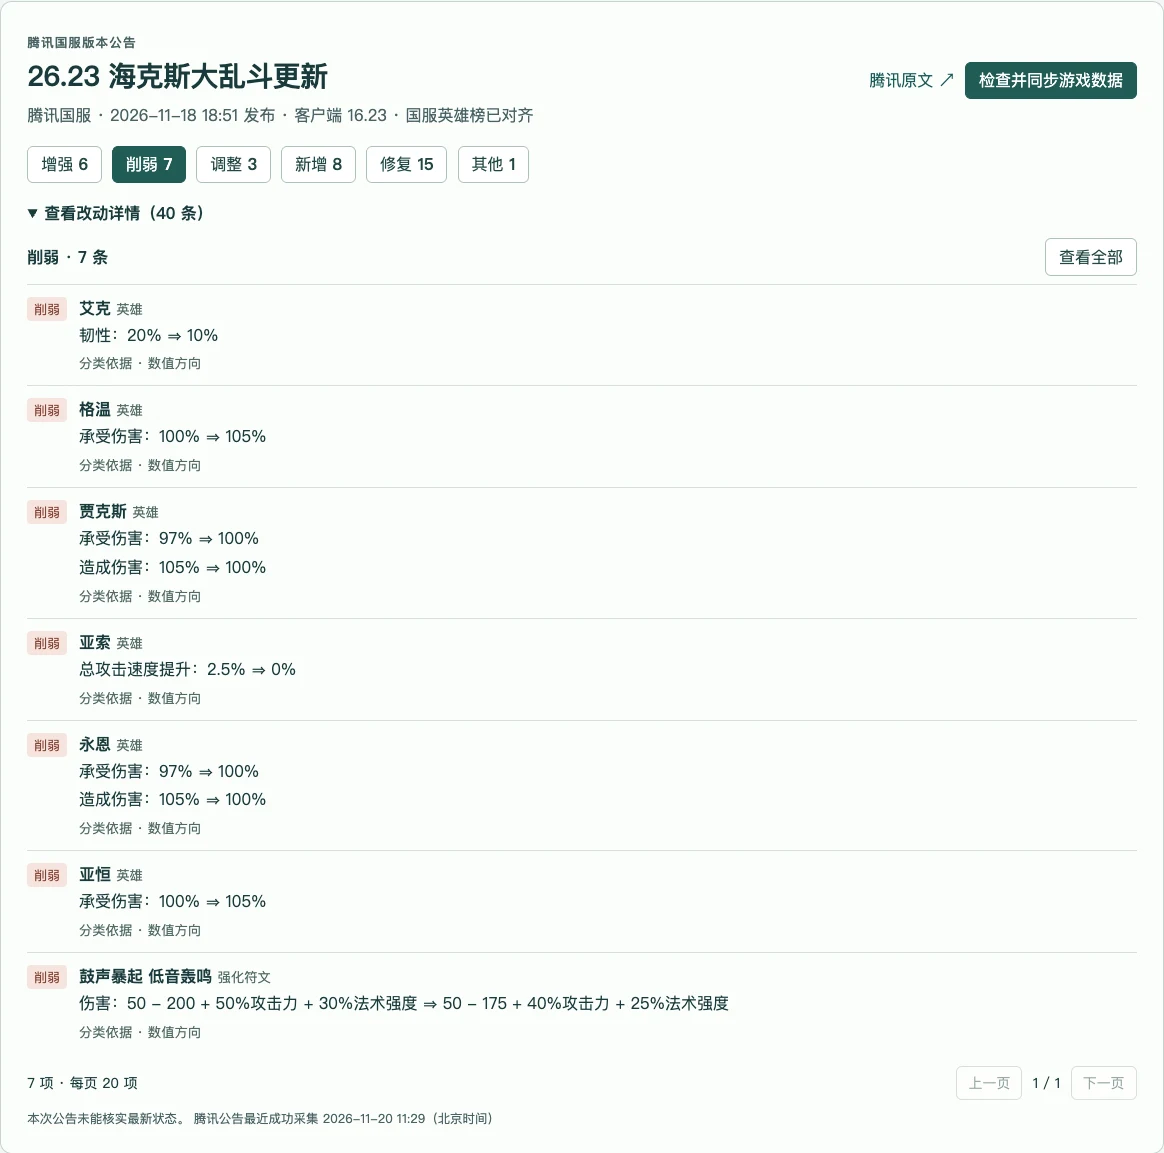 腾讯国服版本公告
26.23 海克斯大乱斗更新
腾讯原文 ↗
检查并同步游戏数据
腾讯国服 · 2026-11-18 18:51 发布 · 客户端 16.23 · 国服英雄榜已对齐
增强 6
削弱 7
调整 3
新增 8
修复 15
其他 1
▼ 查看改动详情（40 条）
削弱 · 7 条
查看全部
削弱 艾克 英雄
韧性：20% ⇒ 10%
分类依据 · 数值方向
削弱 格温 英雄
承受伤害：100% ⇒ 105%
分类依据 · 数值方向
削弱 贾克斯 英雄
承受伤害：97% ⇒ 100%
造成伤害：105% ⇒ 100%
分类依据 · 数值方向
削弱 亚索 英雄
总攻击速度提升：2.5% ⇒ 0%
分类依据 · 数值方向
削弱 永恩 英雄
承受伤害：97% ⇒ 100%
造成伤害：105% ⇒ 100%
分类依据 · 数值方向
削弱 亚恒 英雄
承受伤害：100% ⇒ 105%
分类依据 · 数值方向
削弱 鼓声暴起 低音轰鸣 强化符文
伤害：50 – 200 + 50%攻击力 + 30%法术强度 ⇒ 50 – 175 + 40%攻击力 + 25%法术强度
分类依据 · 数值方向
7 项 · 每页 20 项
上一页
1 / 1
下一页
本次公告未能核实最新状态。 腾讯公告最近成功采集 2026-11-20 11:29（北京时间）